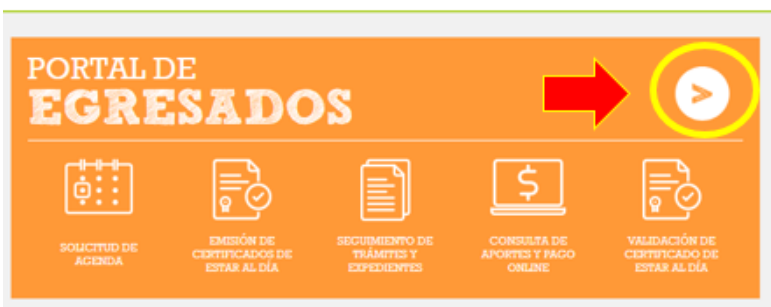 PORTAL DE
EGRESADOS
>
SOLICITUD DE
AGENDA
EMISIÓN DE
CERTIFICADOS DE
ESTAR AL DÍA
SEGUIMIENTO DE
TRÁMITES Y
EXPEDIENTES
$
CONSULTA DE
APORTES Y PAGO
ONLINE
VALIDACIÓN DE
CERTIFICADO DE
ESTAR AL DÍA